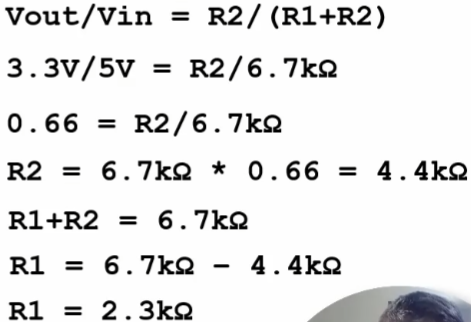 Vout/Vin = R2/(R1+R2)
3.3V/5V = R2/6.7kΩ
0.66 = R2/6.7kΩ
R2 = 6.7kΩ * 0.66 = 4.4kΩ
R1+R2 = 6.7kΩ
R1 = 6.7kΩ - 4.4kΩ
R1 = 2.3kΩ